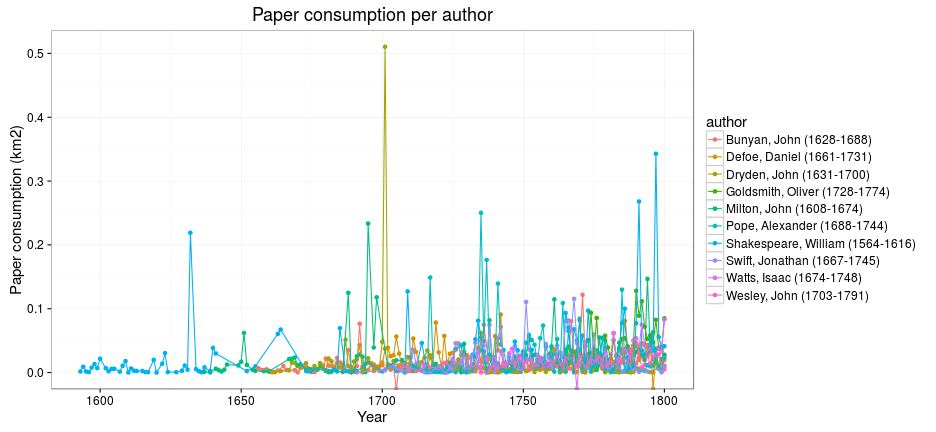 Paper consumption per author
Paper consumption (km2)
0.5
0.4
0.3
0.2
0.1
0.0
1600
1650
1700
1750
1800
Year
author
Bunyan, John (1628-1688)
Defoe, Daniel (1661-1731)
Dryden, John (1631-1700)
Goldsmith, Oliver (1728-1774)
Milton, John (1608-1674)
Pope, Alexander (1688-1744)
Shakespeare, William (1564-1616)
Swift, Jonathan (1667-1745)
Watts, Isaac (1674-1748)
Wesley, John (1703-1791)